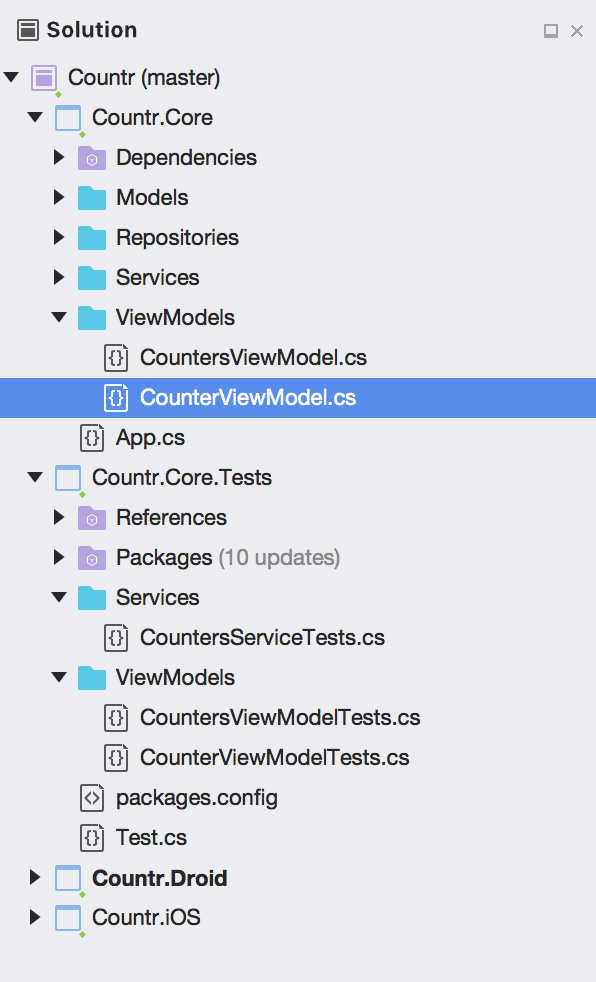 Solution
Countr (master)
Countr.Core
Dependencies
Models
Repositories
Services
ViewModels
CountersViewModel.cs
CounterViewModel.cs
App.cs
Countr.Core.Tests
References
Packages (10 updates)
Services
CountersServiceTests.cs
ViewModels
CountersViewModelTests.cs
CounterViewModelTests.cs
packages.config
Test.cs
Countr.Droid
Countr.iOS